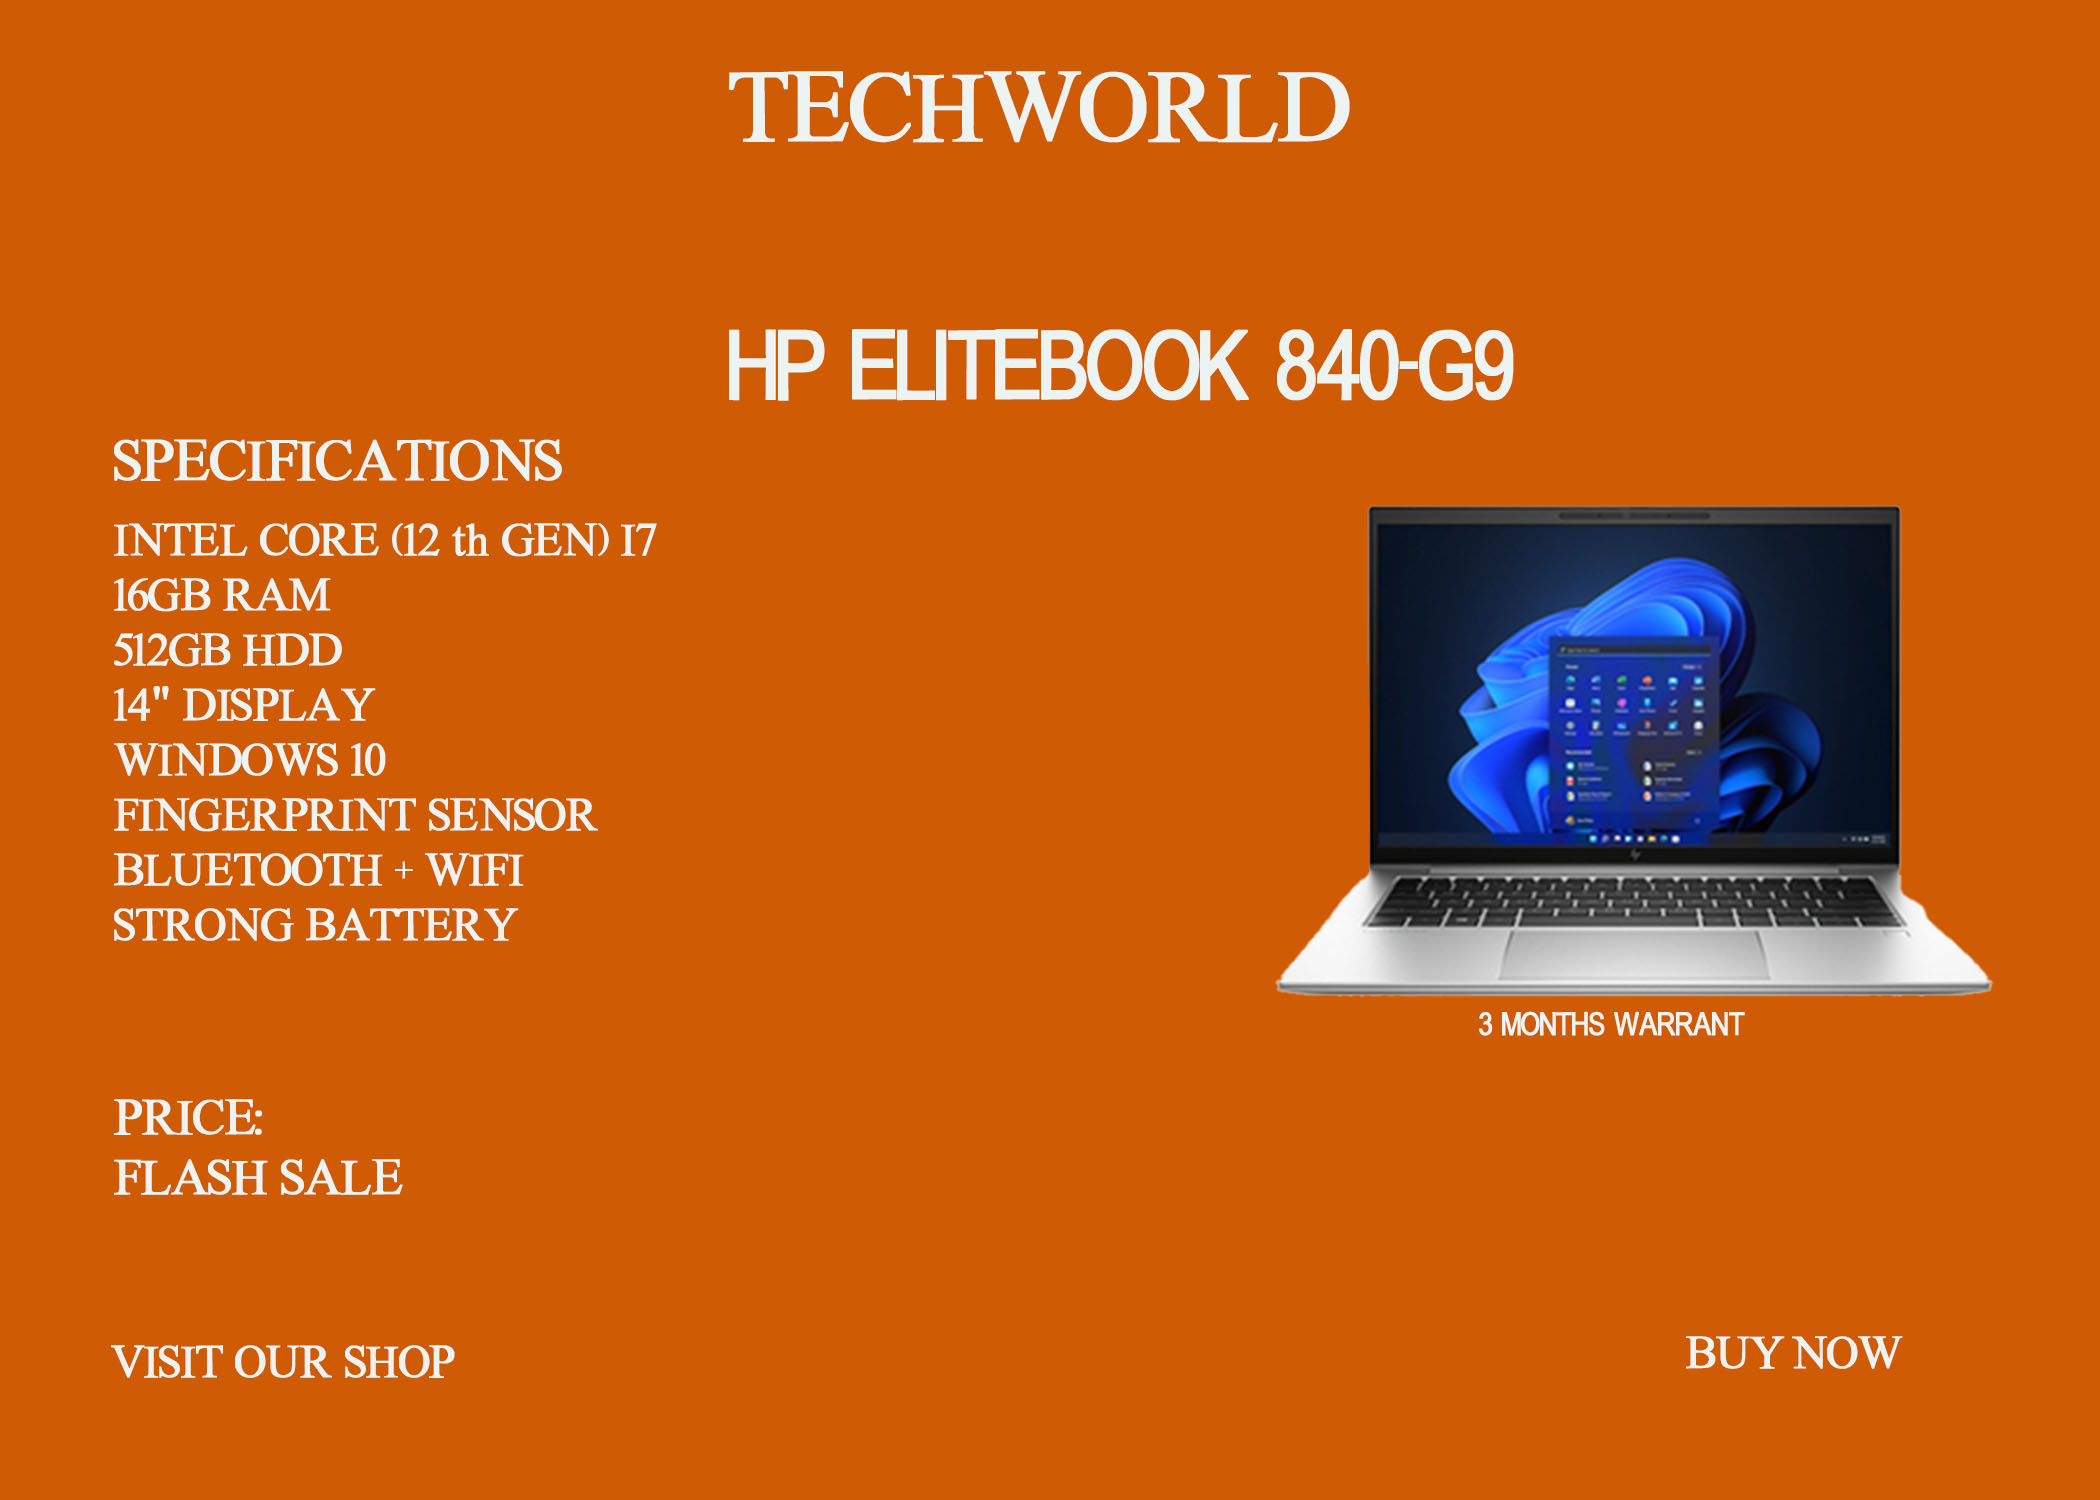 TECHWORLD
HP ELITEBOOK 840-G9
SPECIFICATIONS
INTEL CORE (12 th GEN) I7
16GB RAM
512GB HDD
14" DISPLAY
WINDOWS 10
FINGERPRINT SENSOR
BLUETOOTH + WIFI
STRONG BATTERY
3 MONTHS WARRANT
PRICE:
FLASH SALE
VISIT OUR SHOP
BUY NOW